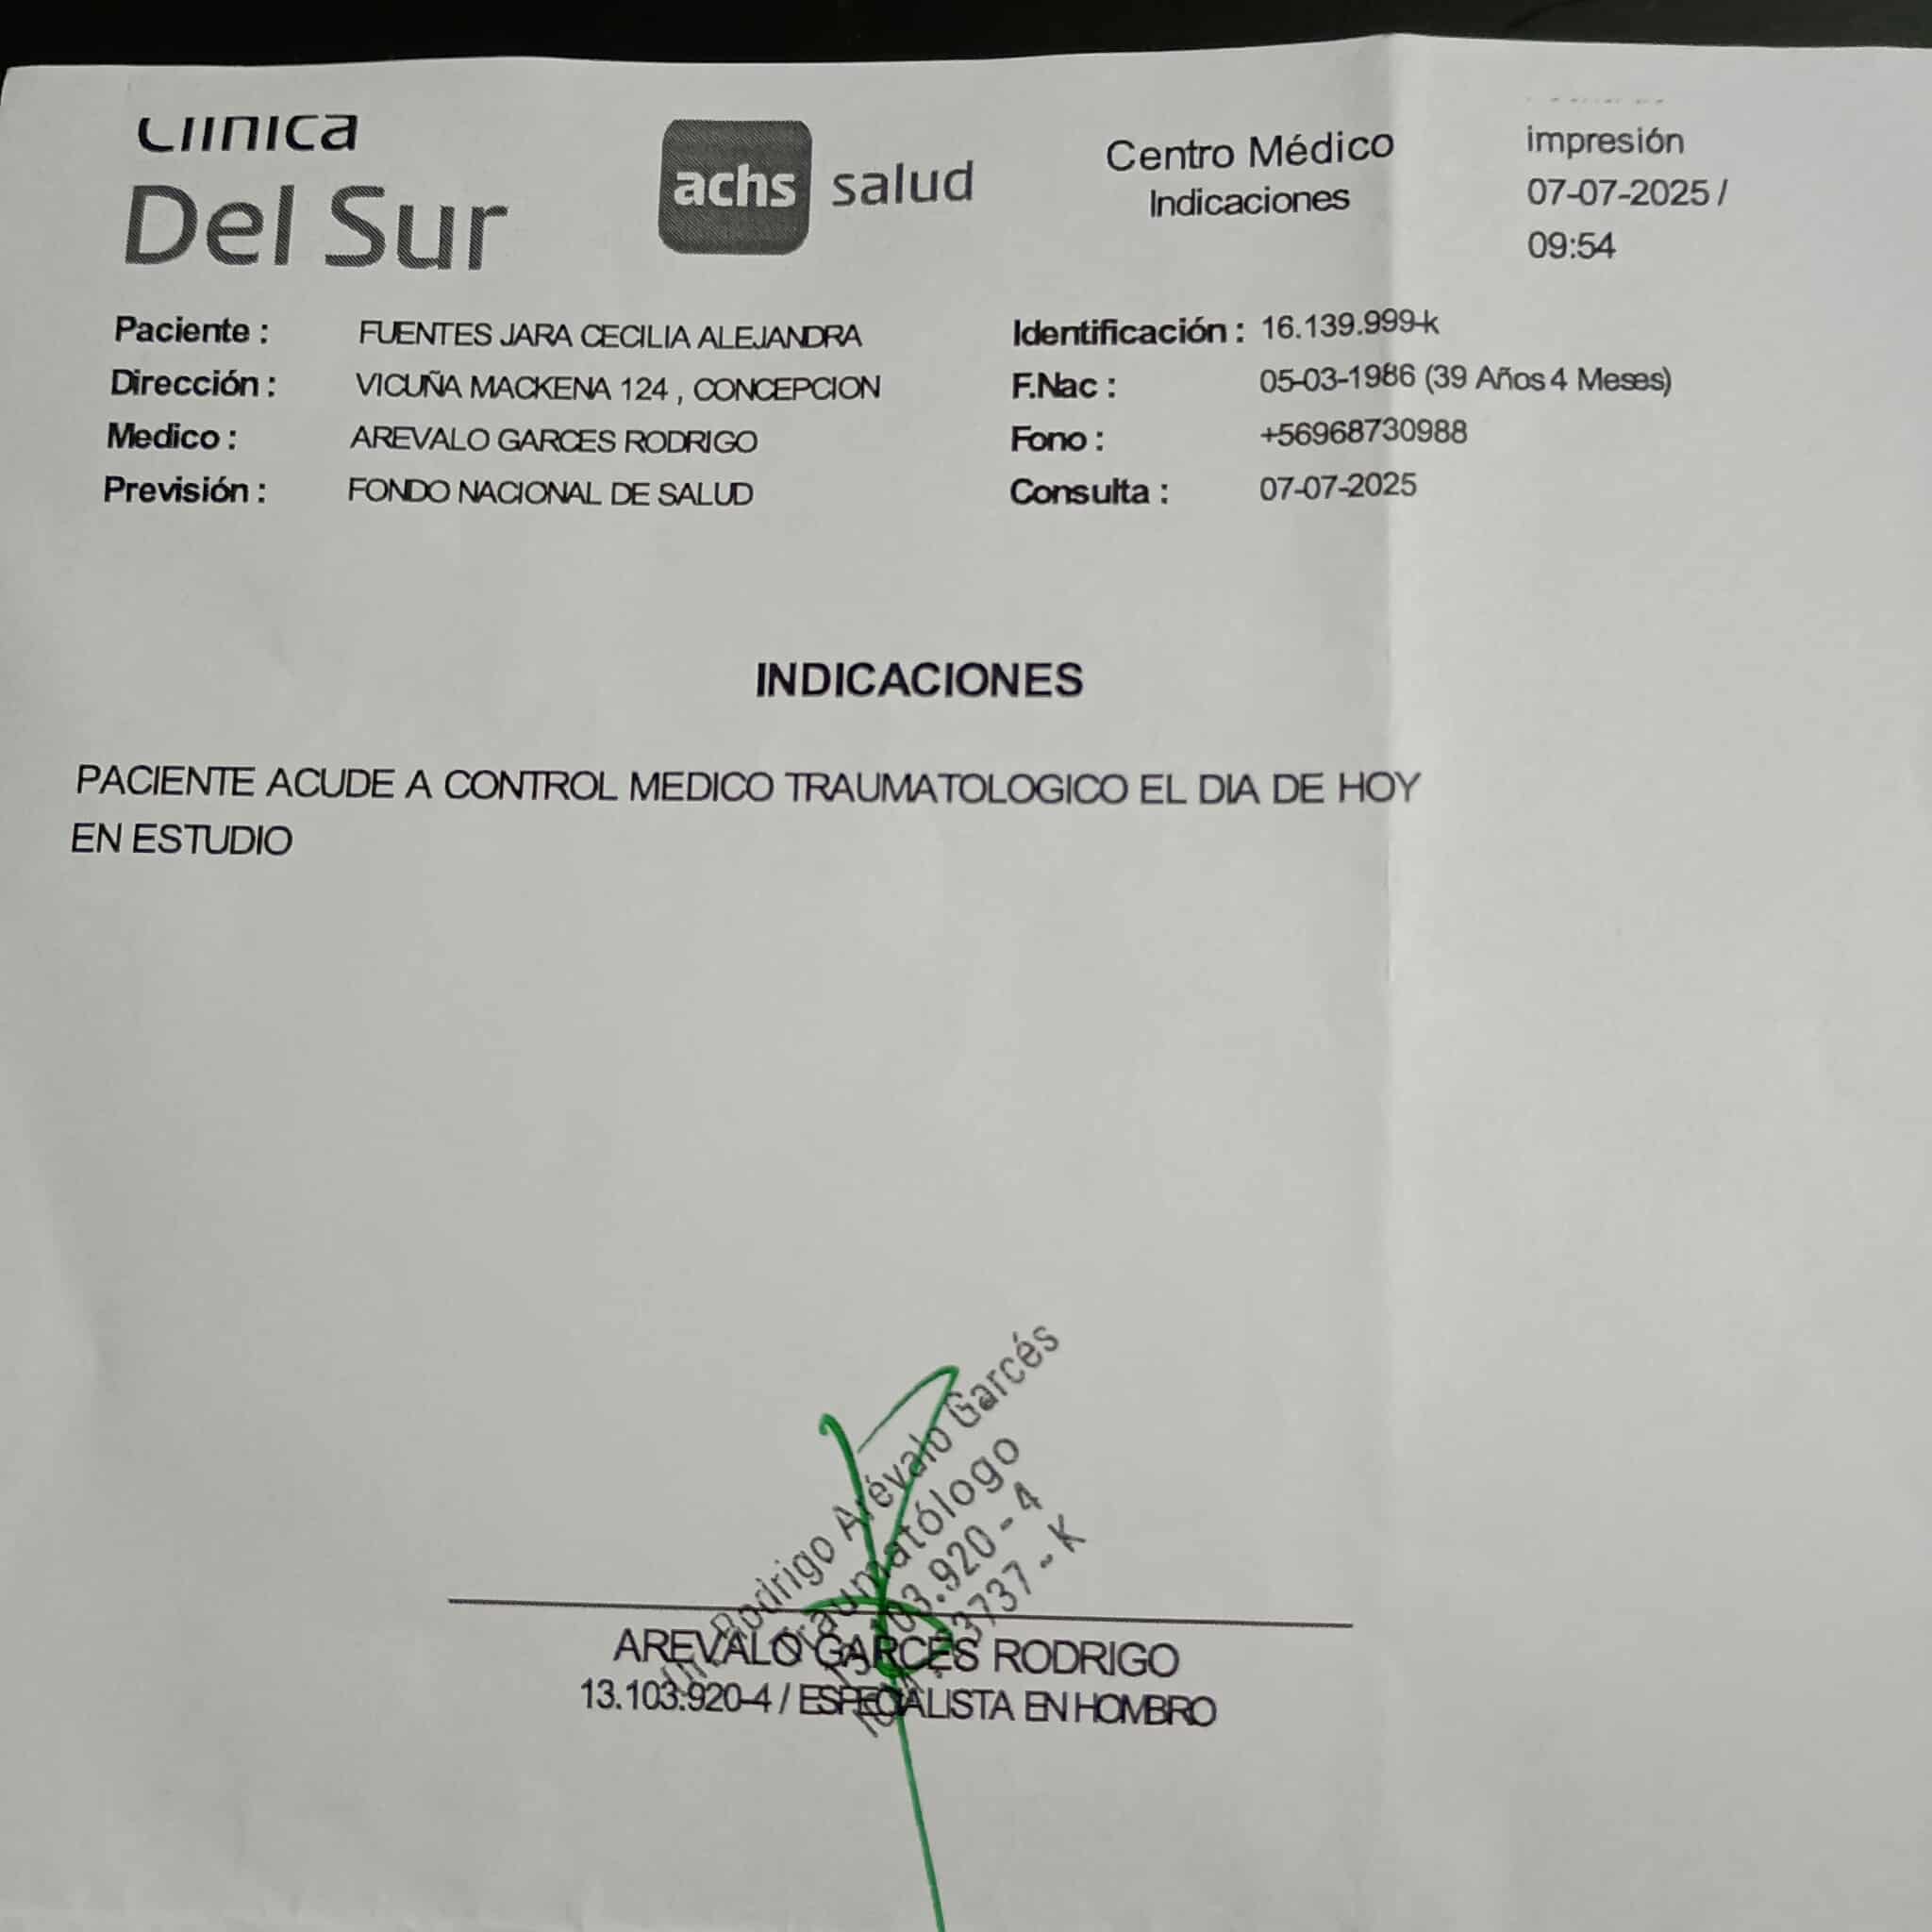 Clínica
Del Sur
achs salud
Centro Médico
Indicaciones
impresión
07-07-2025 /
09:54
Paciente : FUENTES JARA CECILIA ALEJANDRA
Identificación : 16.139.999-k
Dirección : VICUÑA MACKENA 124 , CONCEPCION
F.Nac : 05-03-1986 (39 Años 4 Meses)
Medico : AREVALO GARCES RODRIGO
Fono : +56968730988
Previsión : FONDO NACIONAL DE SALUD
Consulta : 07-07-2025
INDICACIONES
PACIENTE ACUDE A CONTROL MEDICO TRAUMATOLOGICO EL DIA DE HOY
EN ESTUDIO
Rodrigo Arévalo Garcés
Traumatólogo
103.920 - 4
3737 - K
AREVALO GARCES RODRIGO
13.103.920-4 / ESPECIALISTA EN HOMBRO